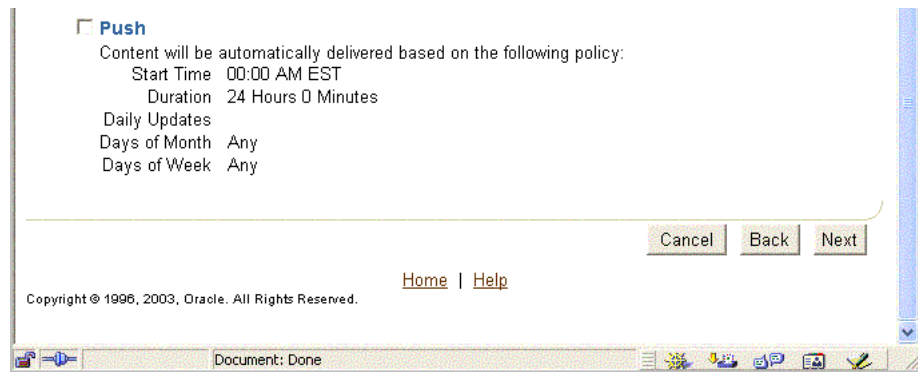 Push
Content will be automatically delivered based on the following policy:
Start Time 00:00 AM EST
Duration 24 Hours 0 Minutes
Daily Updates
Days of Month Any
Days of Week Any
Cancel Back Next
Home | Help
Copyright © 1996, 2003, Oracle. All Rights Reserved.
Document: Done